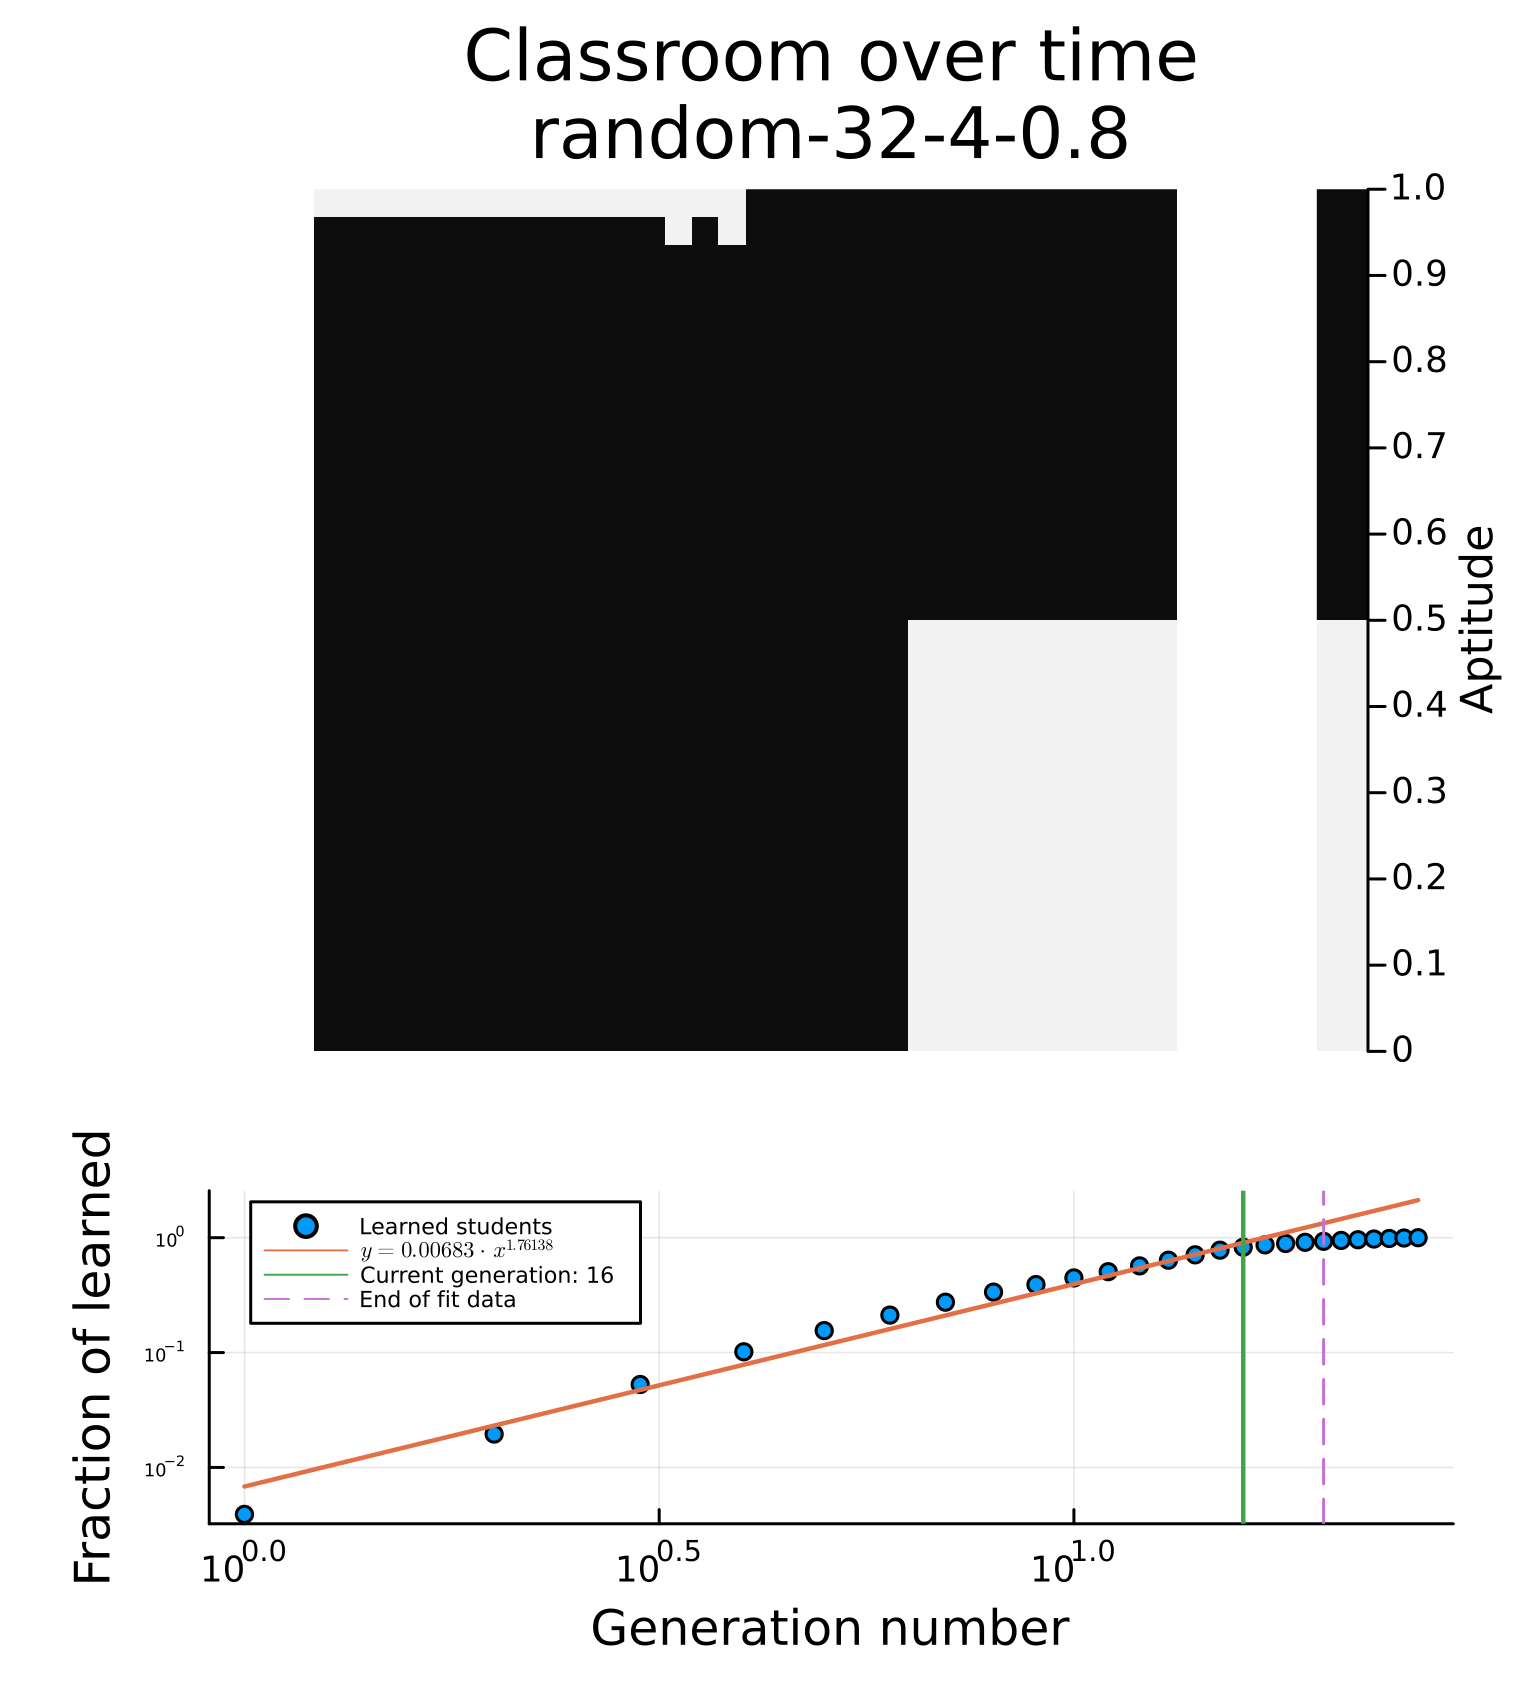 Classroom over time
random-32-4-0.8
1.0
0.9
0.8
0.7
0.6
0.5
0.4
0.3
0.2
0.1
0
Aptitude
Fraction of learned
10⁰
10⁻¹
10⁻²
Learned students
y = 0.00683 · x^1.76138
Current generation: 16
End of fit data
10^0.0
10^0.5
10^1.0
Generation number